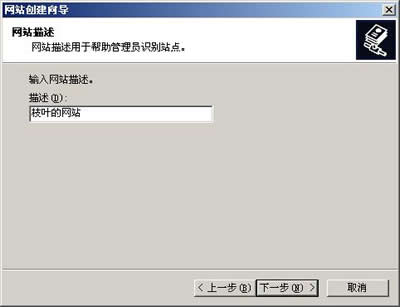 网站创建向导
网站描述
网站描述用于帮助管理员识别站点。
输入网站描述。
描述(D):
枝叶的网站
< 上一步(B) 下一步(N) > 取消